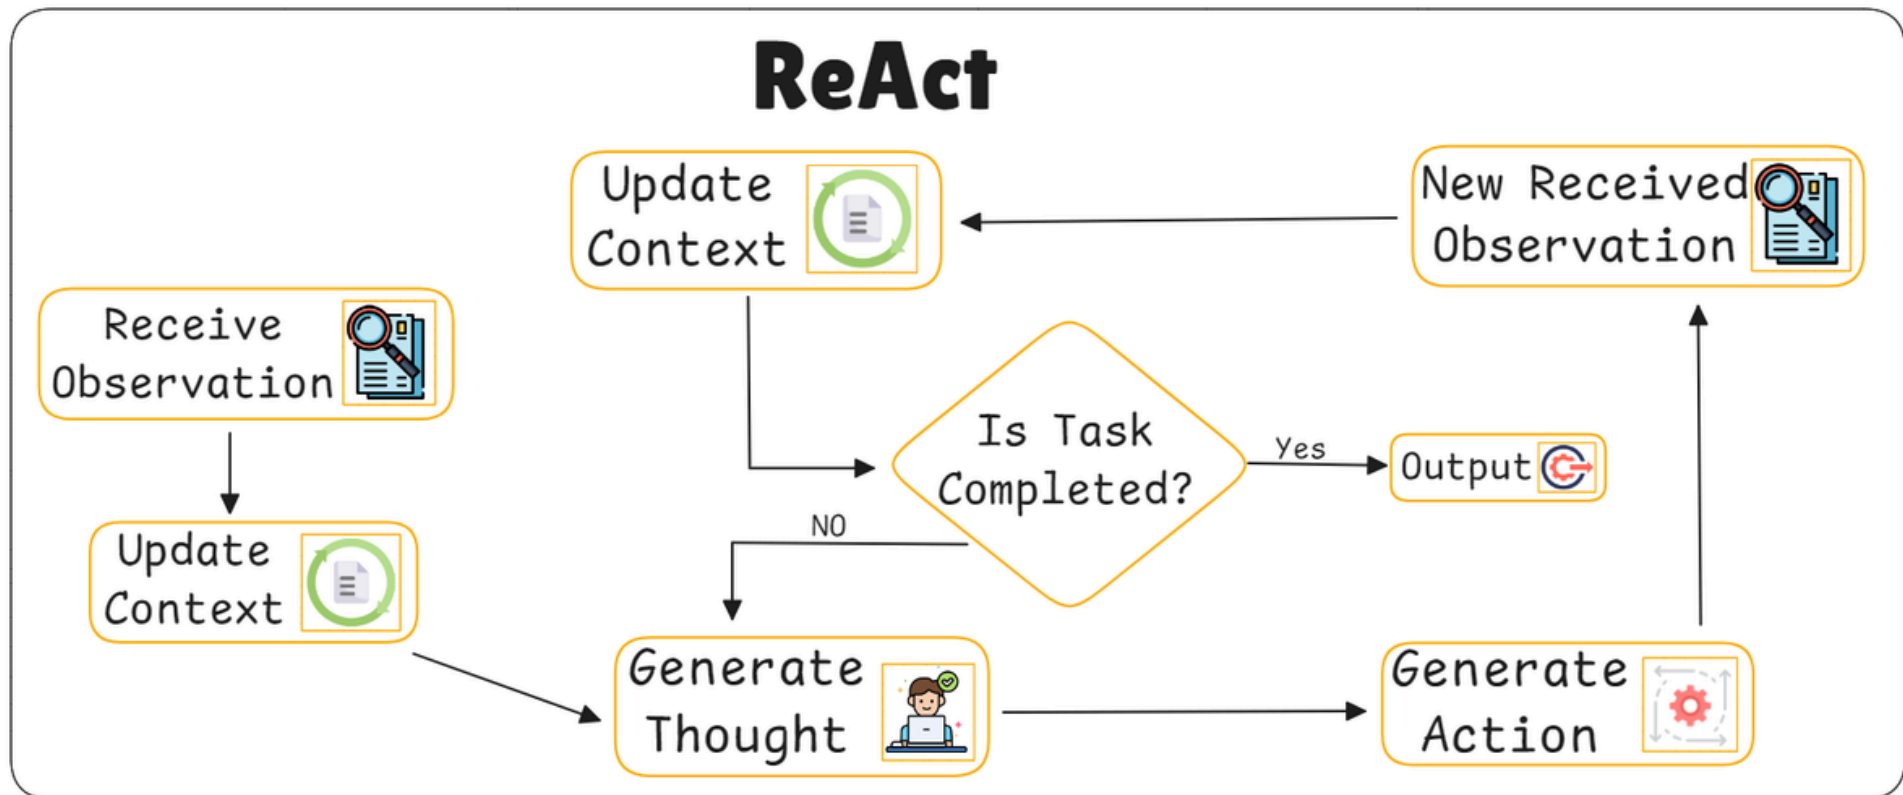 ReAct
Receive
Observation
Update
Context
Generate
Thought
Generate
Action
New Received
Observation
Update
Context
Is Task
Completed?
Yes
Output
NO